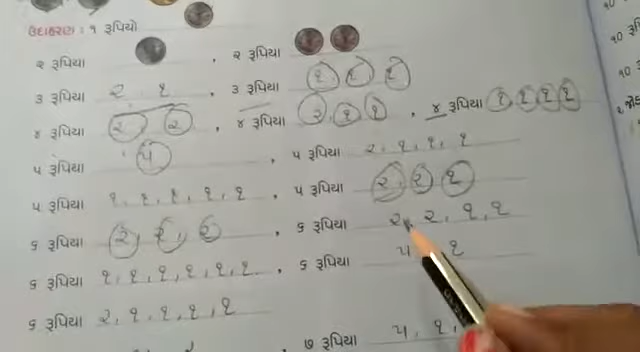 ઉદાહરણ : ૧ રૂપિયો
૨ રૂપિયા , ૨ રૂપિયા
૩ રૂપિયા ૨, ૧ , ૩ રૂપિયા ૧ ૧ ૧
૪ રૂપિયા ૨ ૨ , ૪ રૂપિયા ૨, ૧ ૧ , ૪ રૂપિયા ૧ ૧ ૧ ૧
૫ રૂપિયા ૫ , ૫ રૂપિયા ૨, ૧, ૧, ૧
૫ રૂપિયા ૧, ૧, ૧, ૧, ૧ , ૫ રૂપિયા ૨ ૨ ૧
૬ રૂપિયા ૨, ૨, ૨ , ૬ રૂપિયા ૨, ૨, ૧, ૧
૬ રૂપિયા ૧, ૧, ૧, ૧, ૧, ૧ , ૬ રૂપિયા ૫ ૧
૬ રૂપિયા ૨, ૧, ૧, ૧, ૧
, ૭ રૂપિયા ૫, ૧,
૧૦
૧૦ રૂ
૧૦